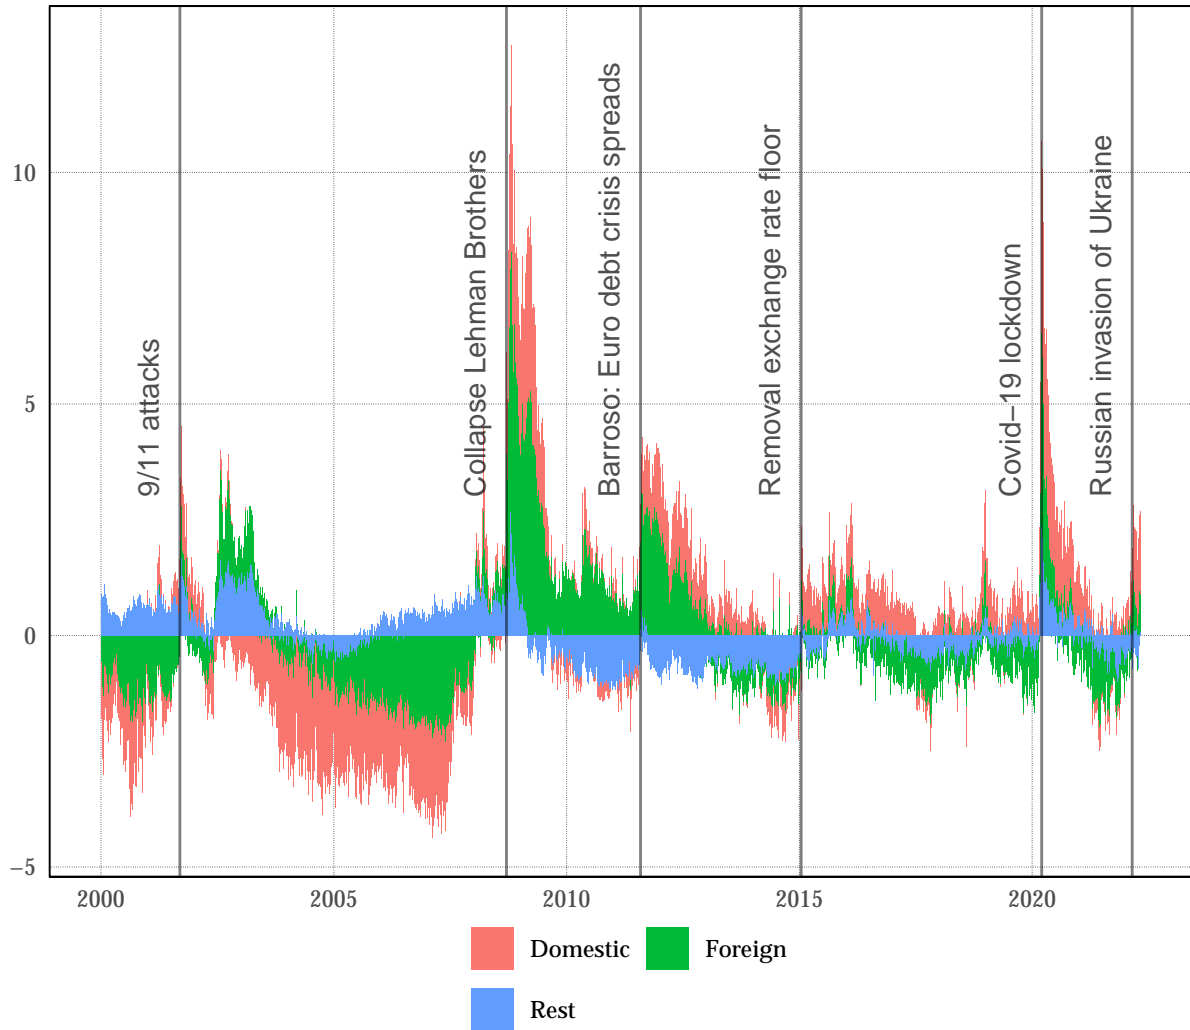 10
5
0
−5
9/11 attacks
Collapse Lehman Brothers
Barroso: Euro debt crisis spreads
Removal exchange rate floor
Covid−19 lockdown
Russian invasion of Ukraine
2000 2005 2010 2015 2020
Domestic Foreign
Rest